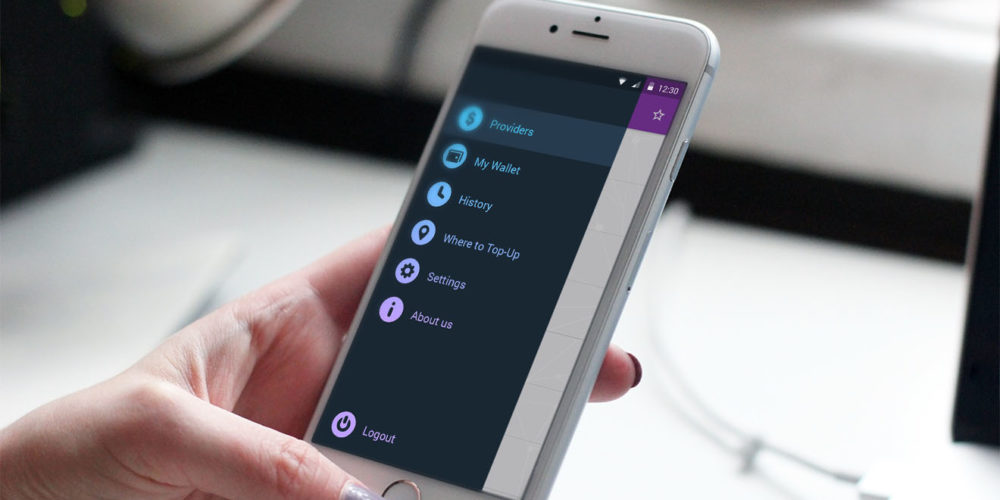 12:30
Providers
My Wallet
History
Where to Top-Up
Settings
About us
Logout